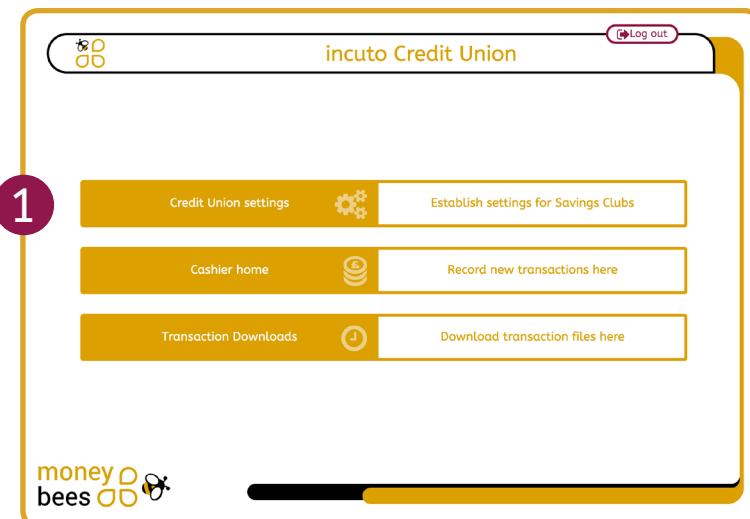 Log out
incuto Credit Union
1
Credit Union settings
Establish settings for Savings Clubs
Cashier home
£
Record new transactions here
Transaction Downloads
Download transaction files here
money
bees